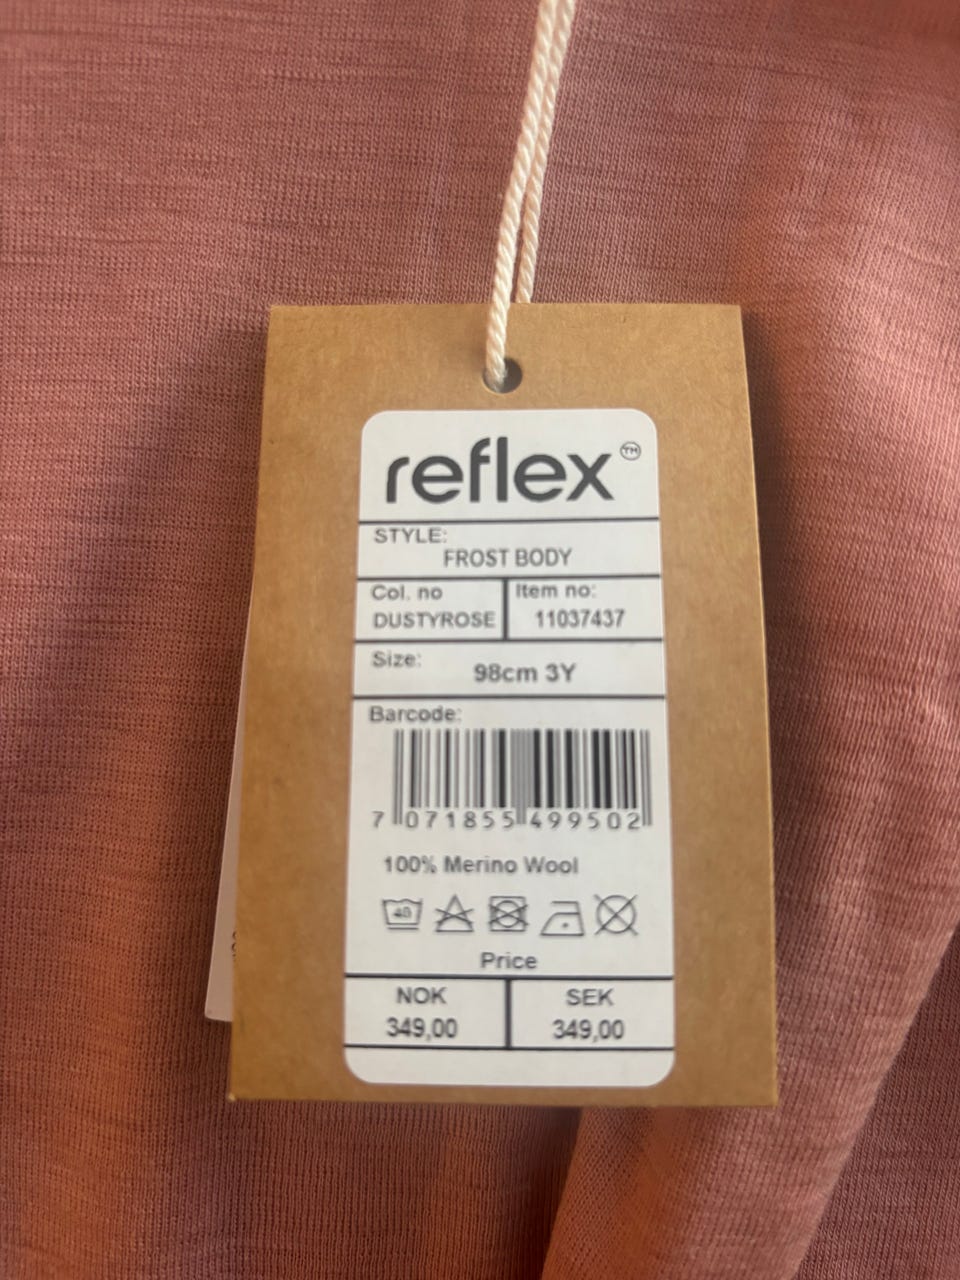 reflex™
STYLE:
FROST BODY
Col. no
DUSTYROSE
Item no:
11037437
Size:
98cm 3Y
Barcode:
7 071855 499502
100% Merino Wool
40
Price
NOK
349,00
SEK
349,00